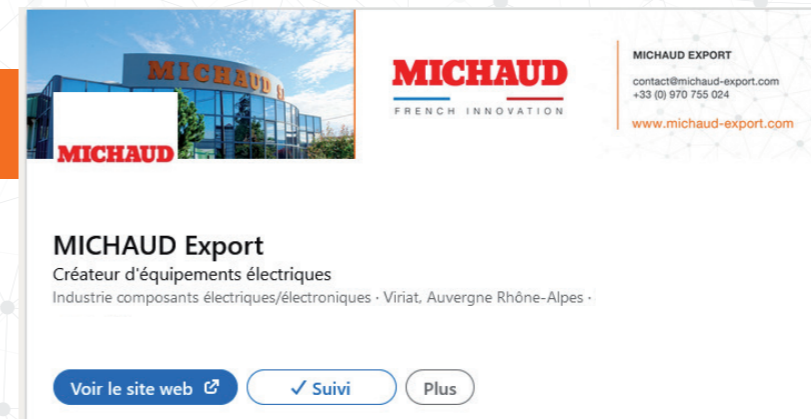 MICHAUD
MICHAUD
MICHAUD
FRENCH INNOVATION
MICHAUD EXPORT
contact@michaud-export.com
+33 (0) 970 755 024
www.michaud-export.com
MICHAUD Export
Créateur d'équipements électriques
Industrie composants électriques/électroniques · Viriat, Auvergne Rhône-Alpes ·
Voir le site web
✓ Suivi
Plus